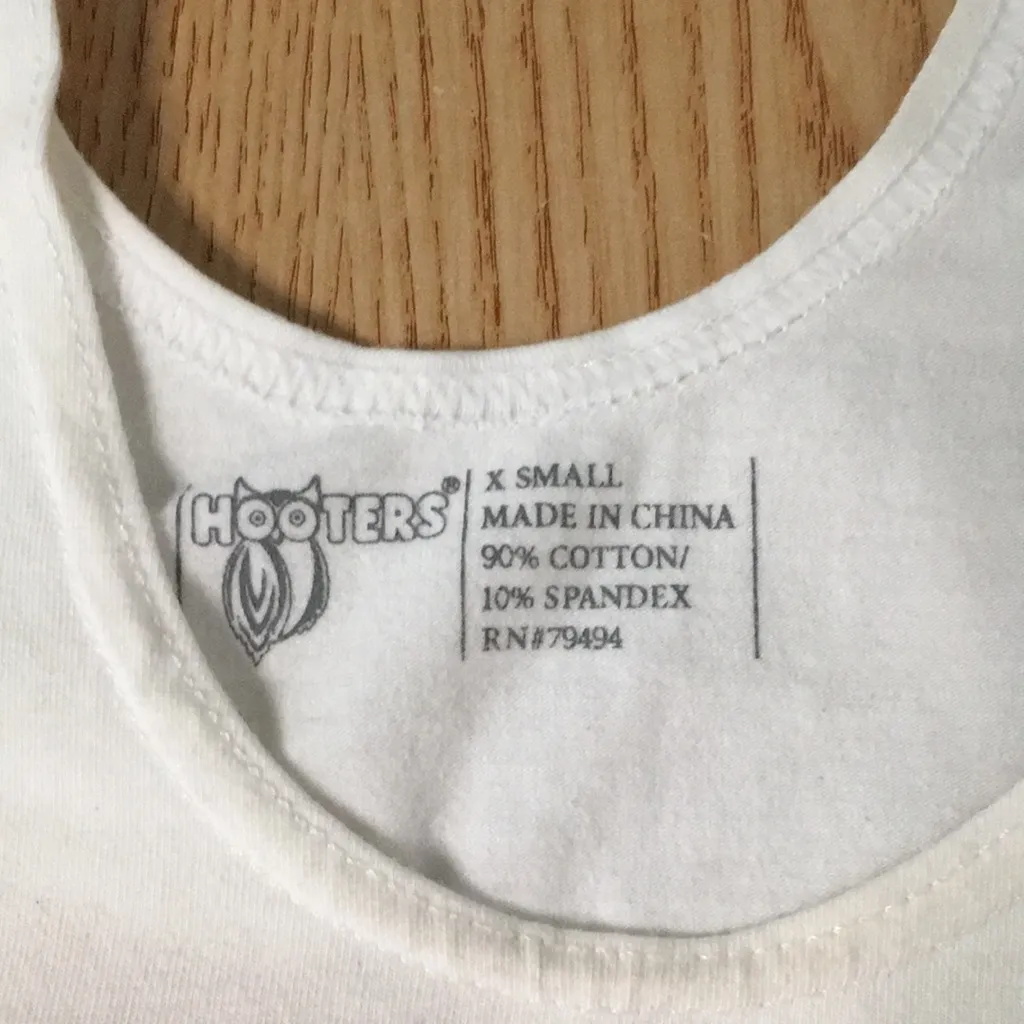 HOOTERS®
X SMALL
MADE IN CHINA
90% COTTON/
10% SPANDEX
RN#79494